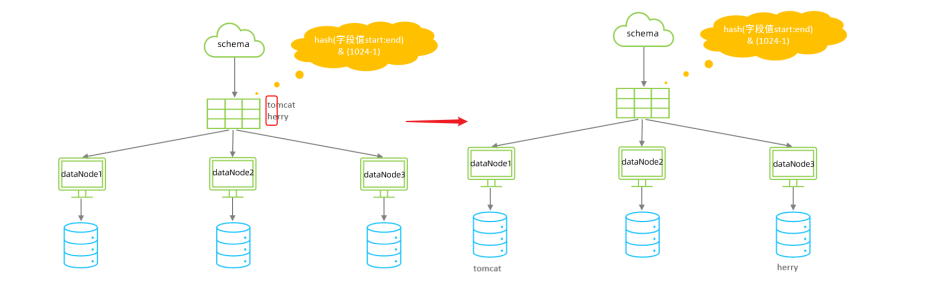 schema
hash(字段值start:end)
& (1024-1)
tomcat
herry
dataNode1
dataNode2
dataNode3
schema
hash(字段值start:end)
& (1024-1)
dataNode1
dataNode2
dataNode3
tomcat
herry